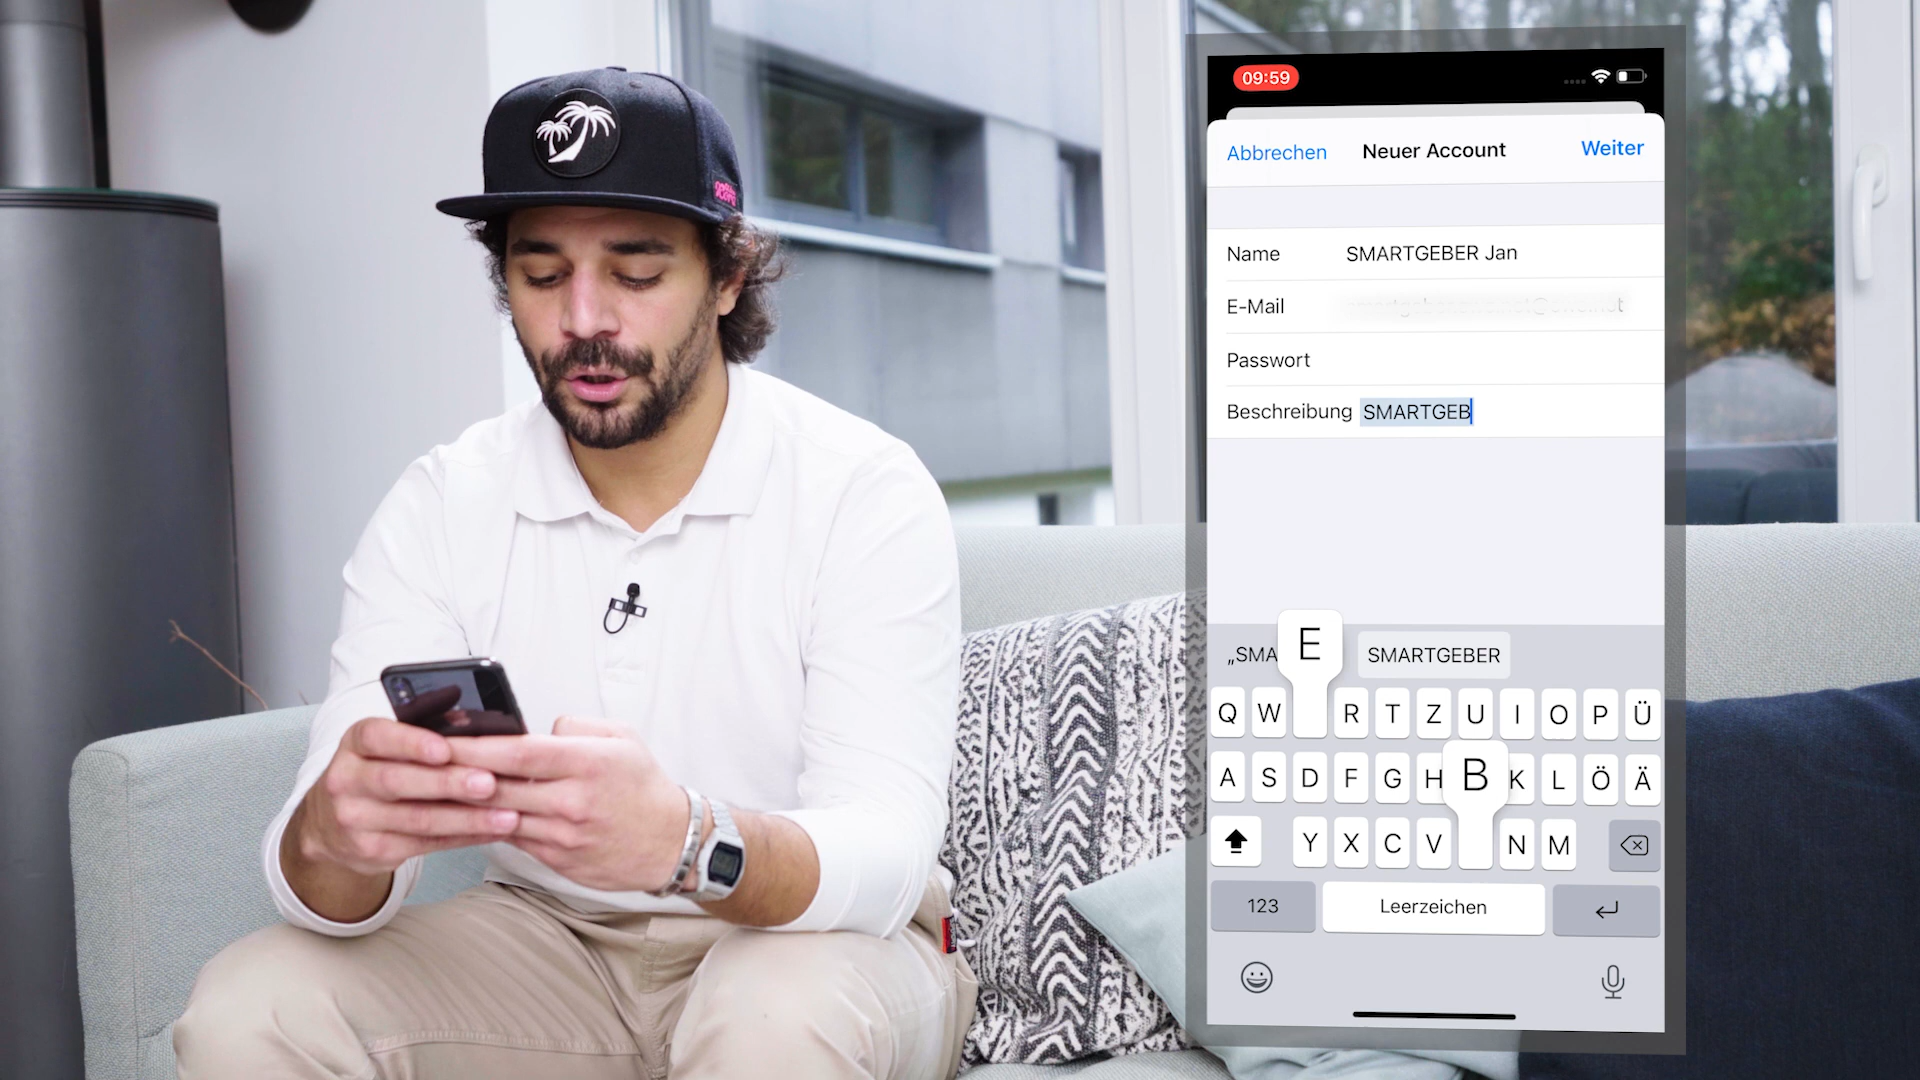 09:59
Abbrechen Neuer Account Weiter
Name SMARTGEBER Jan
E-Mail
Passwort
Beschreibung SMARTGEB
„SMA E SMARTGEBER
Q W R T Z U I O P Ü
A S D F G H B K L Ö Ä
Y X C V N M
123 Leerzeichen